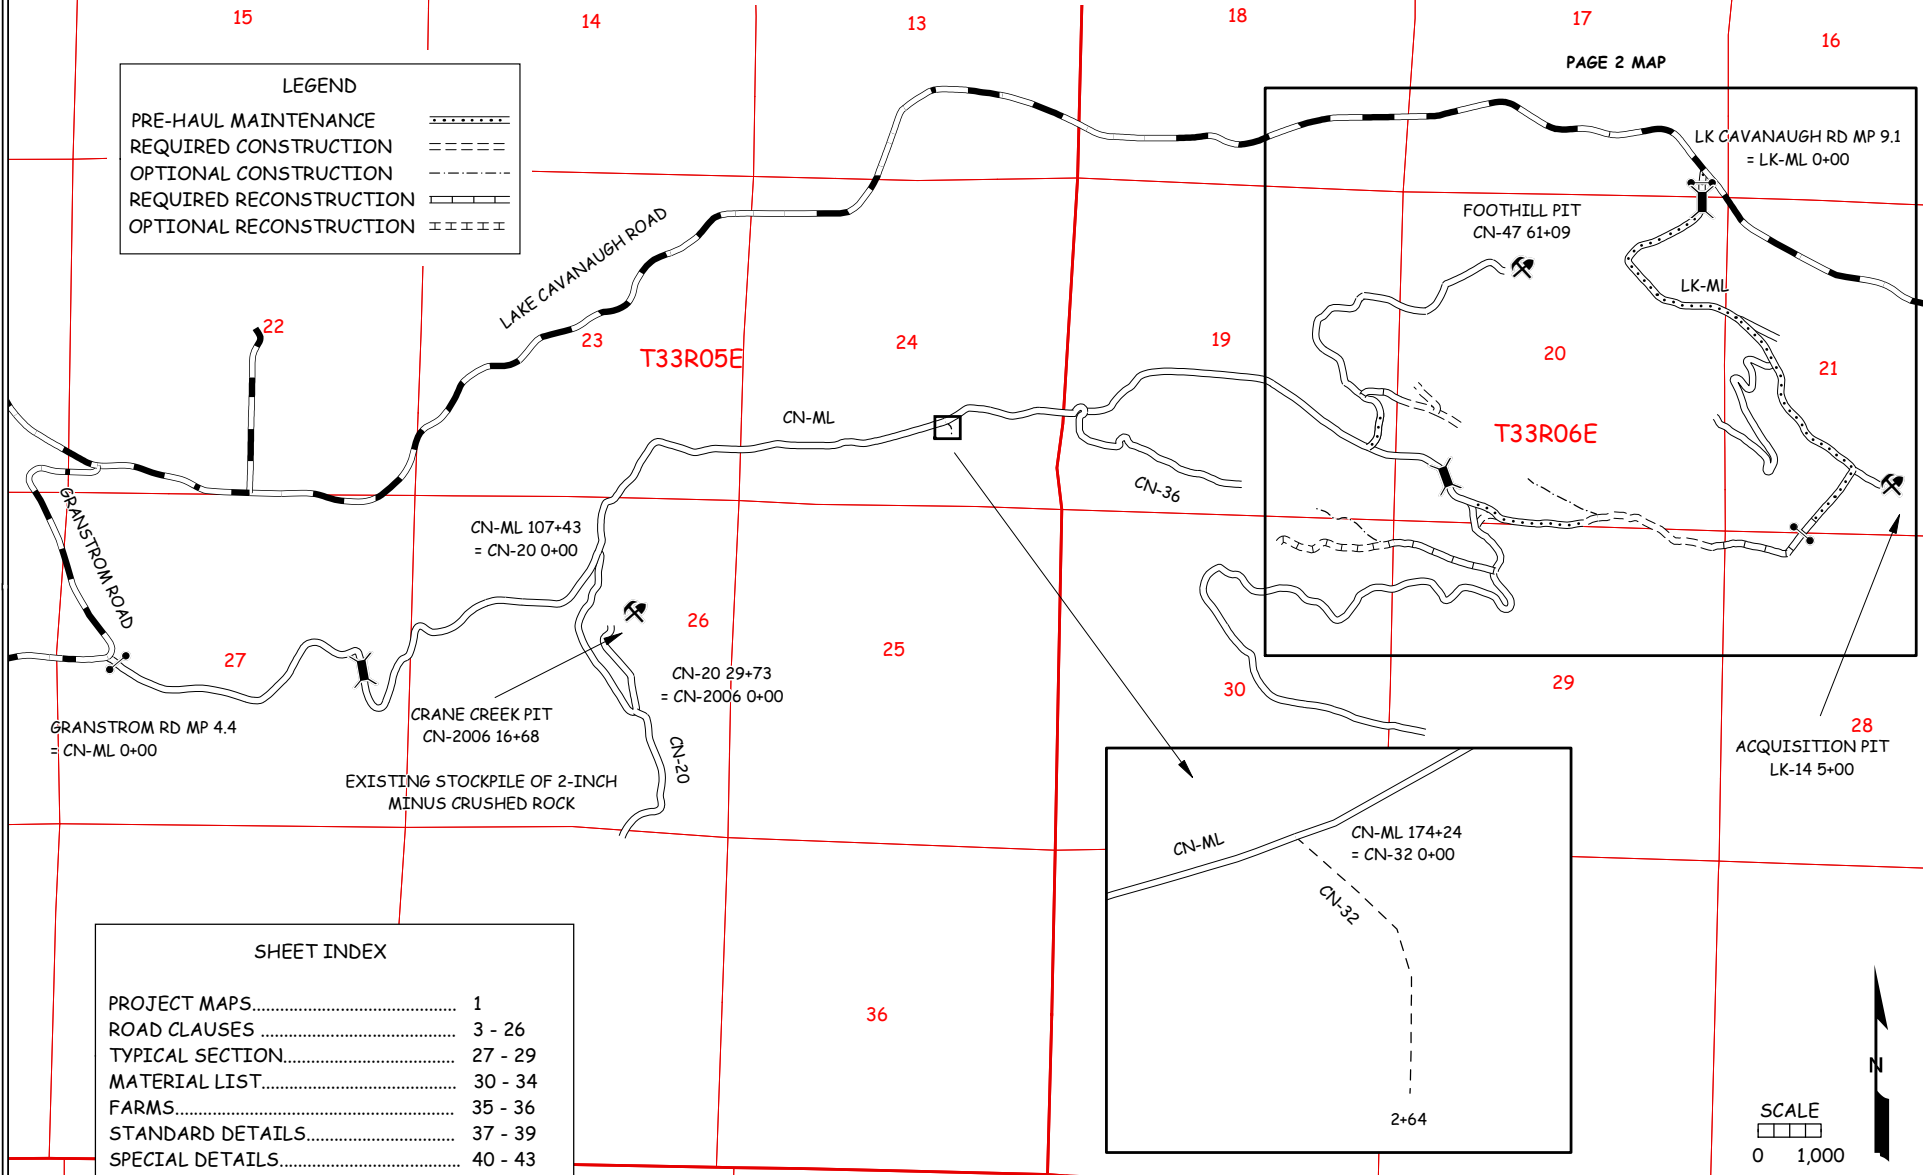 15
14
13
18
17
16
PAGE 2 MAP
LEGEND
PRE-HAUL MAINTENANCE
REQUIRED CONSTRUCTION
OPTIONAL CONSTRUCTION
REQUIRED RECONSTRUCTION
OPTIONAL RECONSTRUCTION
LK CAVANAUGH RD MP 9.1
= LK-ML 0+00
FOOTHILL PIT
CN-47 61+09
LAKE CAVANAUGH ROAD
LK-ML
22
23
T33R05E
24
19
20
21
CN-ML
T33R06E
CN-36
GRANSTROM ROAD
CN-ML 107+43
= CN-20 0+00
26
25
27
CN-20 29+73
= CN-2006 0+00
30
29
28
GRANSTROM RD MP 4.4
= CN-ML 0+00
CRANE CREEK PIT
CN-2006 16+68
CN-20
ACQUISITION PIT
LK-14 5+00
EXISTING STOCKPILE OF 2-INCH
MINUS CRUSHED ROCK
CN-ML
CN-ML 174+24
= CN-32 0+00
CN-32
2+64
36
SHEET INDEX
PROJECT MAPS....................................... 1
ROAD CLAUSES ..................................... 3 - 26
TYPICAL SECTION................................. 27 - 29
MATERIAL LIST..................................... 30 - 34
FARMS..................................................... 35 - 36
STANDARD DETAILS............................ 37 - 39
SPECIAL DETAILS.................................. 40 - 43
N
SCALE
0 1,000